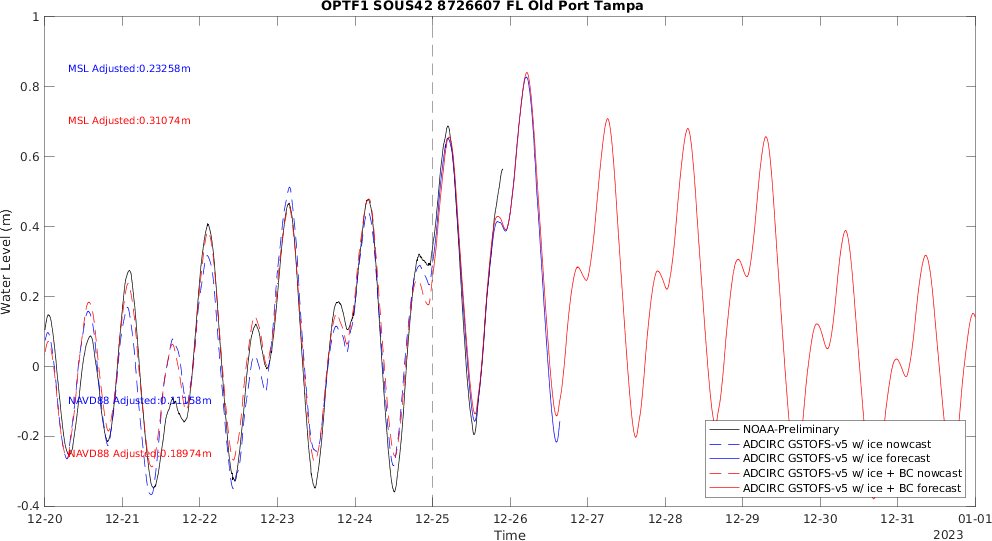 OPTF1 SOUS42 8726607 FL Old Port Tampa
1
0.8
0.6
0.4
0.2
0
-0.2
-0.4
Water Level (m)
MSL Adjusted:0.23258m
MSL Adjusted:0.31074m
NAVD88 Adjusted:0.11158m
NAVD88 Adjusted:0.18974m
NOAA-Preliminary
ADCIRC GSTOFS-v5 w/ ice nowcast
ADCIRC GSTOFS-v5 w/ ice forecast
ADCIRC GSTOFS-v5 w/ ice + BC nowcast
ADCIRC GSTOFS-v5 w/ ice + BC forecast
12-20 12-21 12-22 12-23 12-24 12-25 12-26 12-27 12-28 12-29 12-30 12-31 01-01
Time
2023